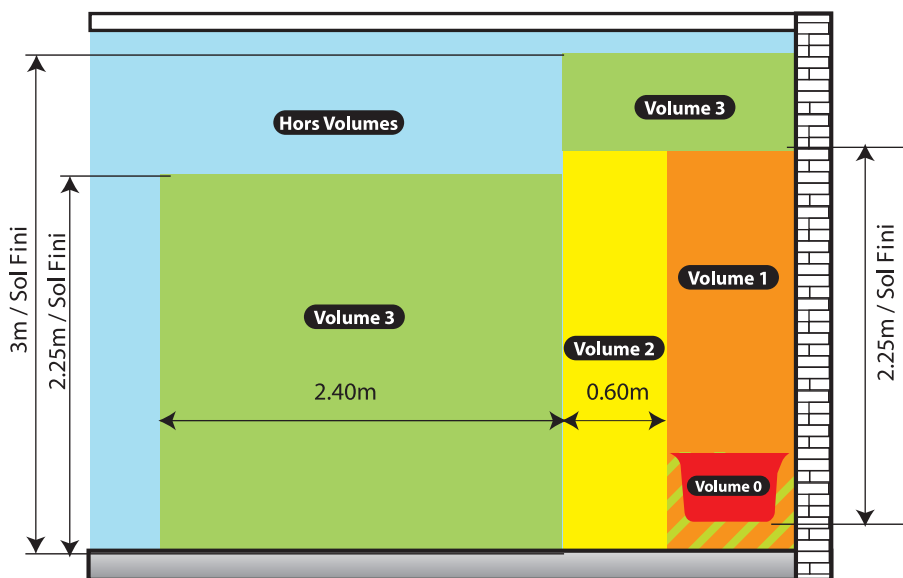 Hors Volumes
Volume 3
3m / Sol Fini
2.25m / Sol Fini
Volume 3
Volume 2
Volume 1
2.25m / Sol Fini
2.40m
0.60m
Volume 0